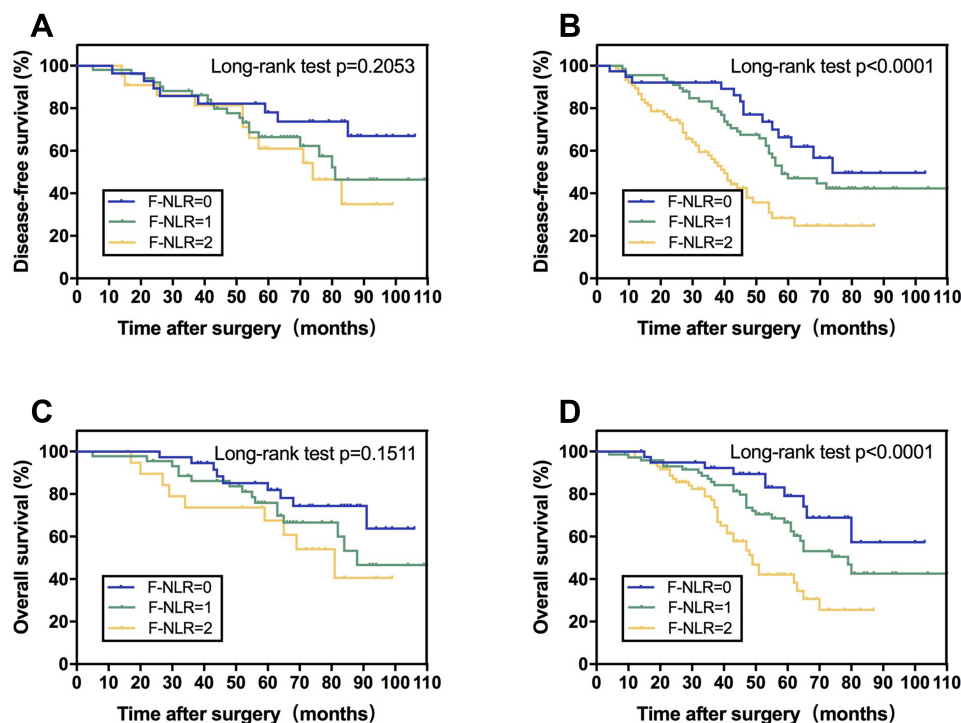 A
Disease-free survival (%)
Long-rank test p=0.2053
100
80
60
40
20
0
F-NLR=0
F-NLR=1
F-NLR=2
0 10 20 30 40 50 60 70 80 90 100 110
Time after surgery（months）
B
Disease-free survival (%)
Long-rank test p<0.0001
100
80
60
40
20
0
F-NLR=0
F-NLR=1
F-NLR=2
0 10 20 30 40 50 60 70 80 90 100 110
Time after surgery（months）
C
Overall survival (%)
Long-rank test p=0.1511
100
80
60
40
20
0
F-NLR=0
F-NLR=1
F-NLR=2
0 10 20 30 40 50 60 70 80 90 100 110
Time after surgery（months）
D
Overall survival (%)
Long-rank test p<0.0001
100
80
60
40
20
0
F-NLR=0
F-NLR=1
F-NLR=2
0 10 20 30 40 50 60 70 80 90 100 110
Time after surgery（months）